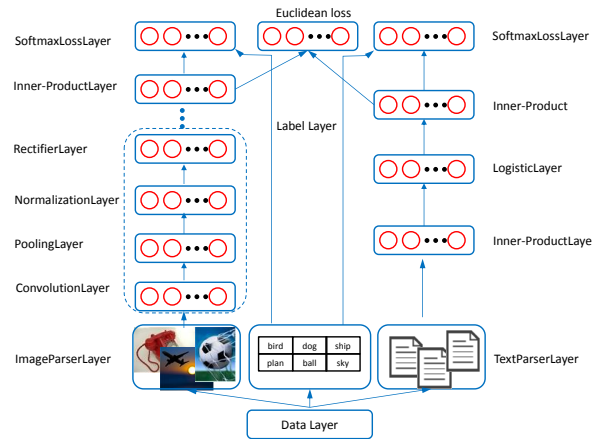 Euclidean loss
SoftmaxLossLayer
SoftmaxLossLayer
Inner-ProductLayer
Inner-Product
Label Layer
RectifierLayer
LogisticLayer
NormalizationLayer
PoolingLayer
Inner-ProductLaye
ConvolutionLayer
ImageParserLayer
bird dog ship
plan ball sky
TextParserLayer
Data Layer